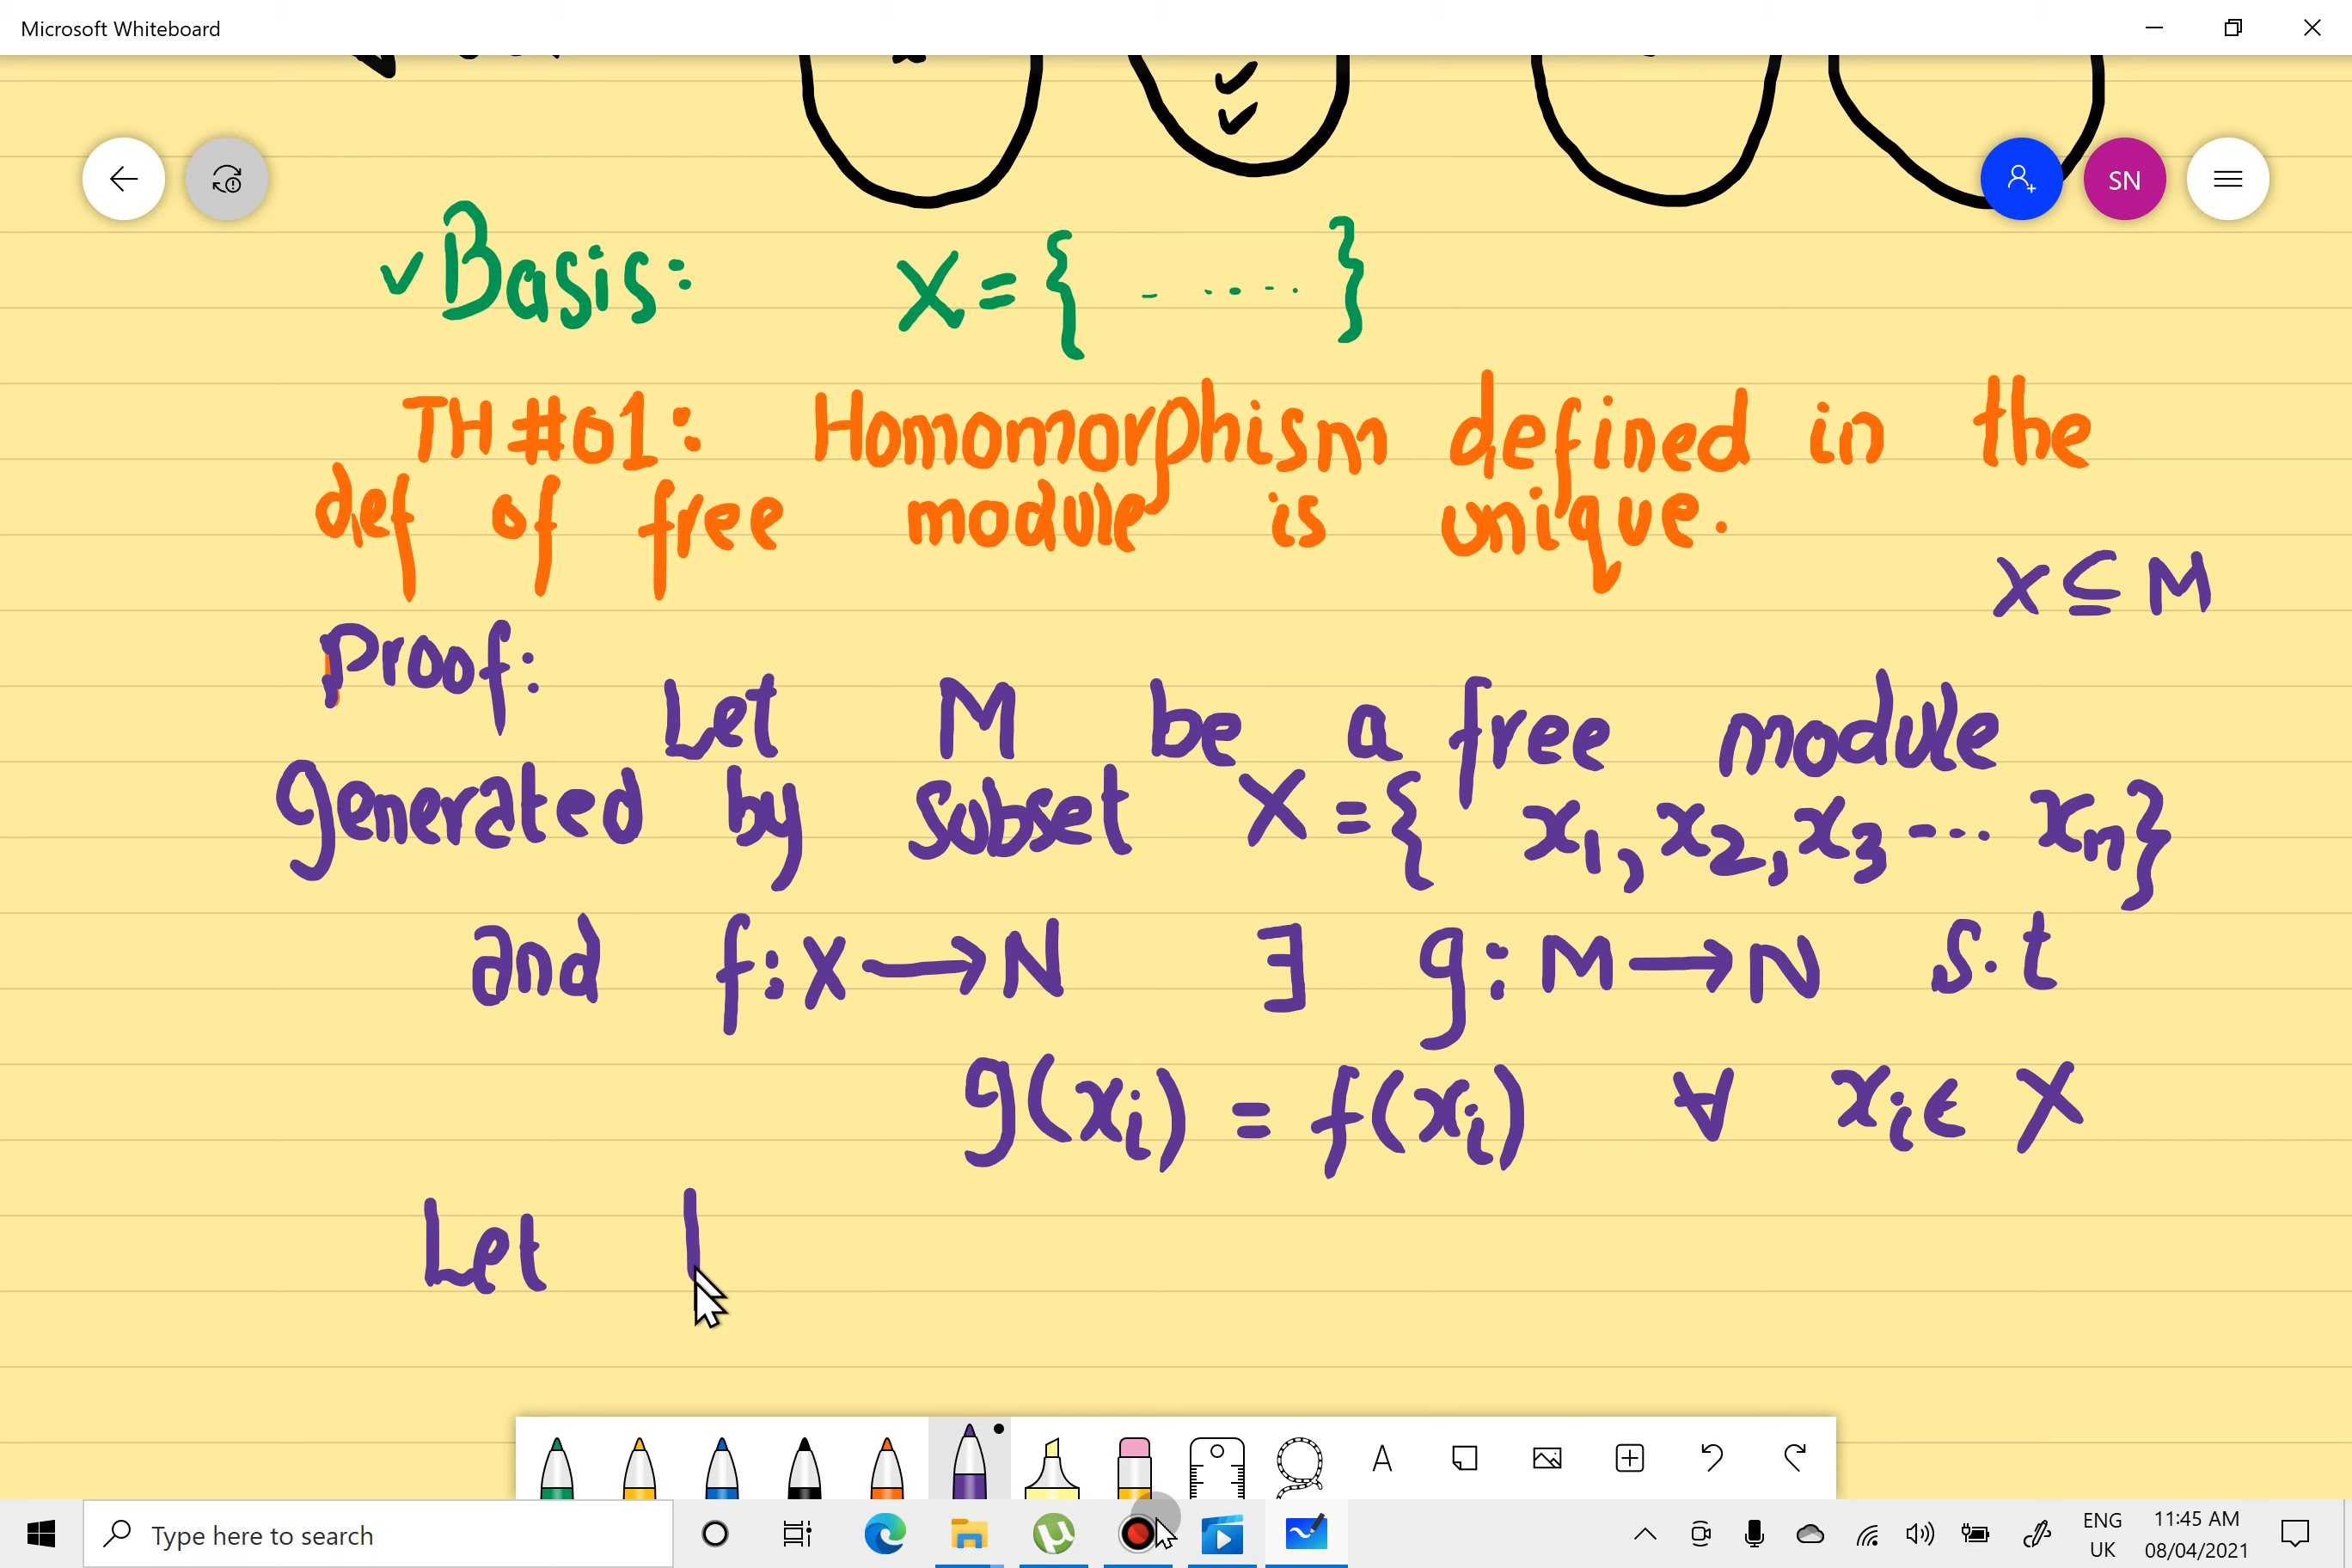 Microsoft Whiteboard
SN
✓Basis: X={ - ..... }
TH#01: Homomorphism defined in the
def of free module is unique.
X⊆M
Proof:
Let M be a free module
generated by subset X={ x₁, x₂, x₃ --... xₙ}
and f:X→N ∃ g:M→N s.t
g(xᵢ) = f(xᵢ) ∀ xᵢ∈ X
Let
A
Type here to search
ENG
UK
11:45 AM
08/04/2021